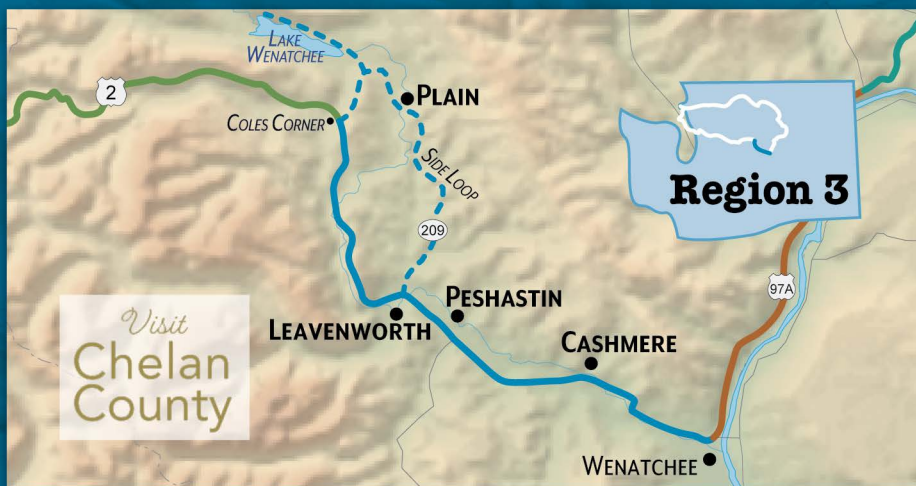 LAKE
WENATCHEE
2
PLAIN
COLES CORNER
SIDE LOOP
Region 3
209
97A
Visit
Chelan
County
PESHASTIN
LEAVENWORTH
CASHMERE
WENATCHEE